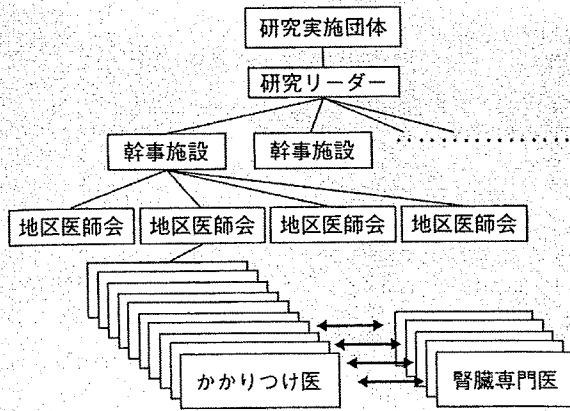 研究実施団体
研究リーダー
幹事施設
幹事施設
地区医師会
地区医師会
地区医師会
地区医師会
かかりつけ医
腎臓専門医